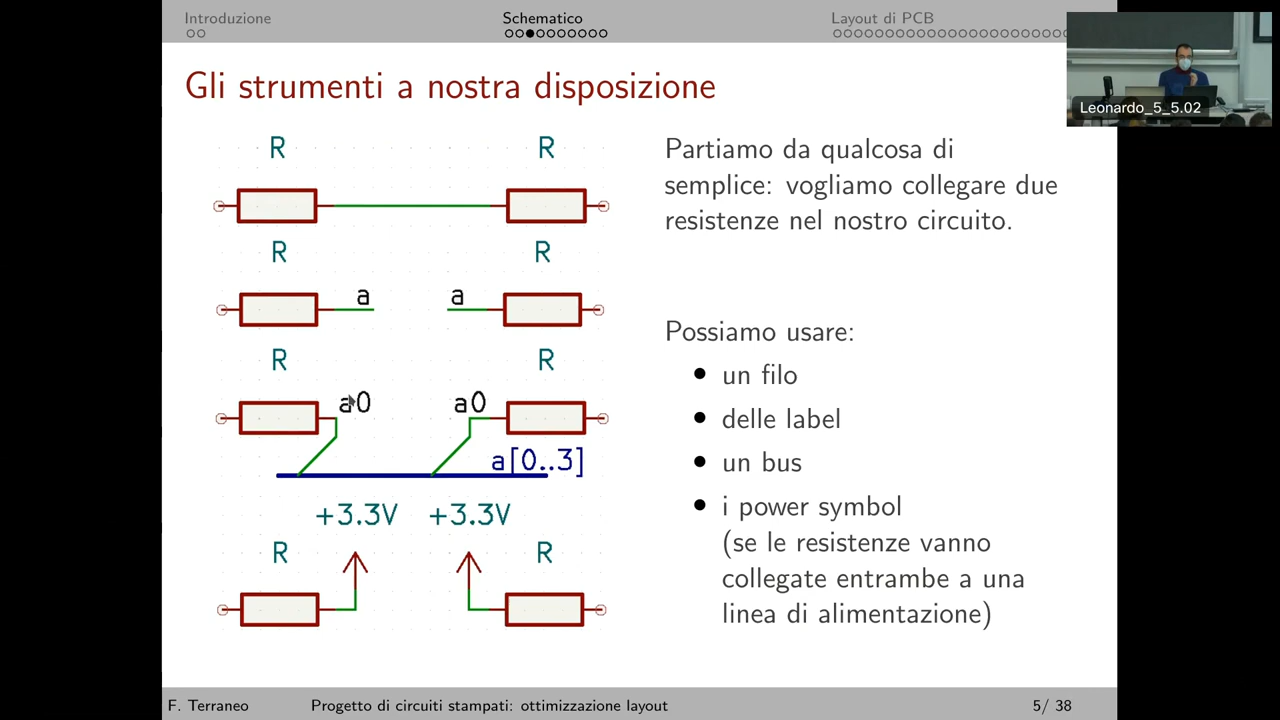 Introduzione
Schematico
Layout di PCB
Leonardo_5_5.02
Gli strumenti a nostra disposizione
R R
R R
a a
R R
a0 a0
a[0..3]
+3.3V +3.3V
R R
Partiamo da qualcosa di
semplice: vogliamo collegare due
resistenze nel nostro circuito.
Possiamo usare:
un filo
delle label
un bus
i power symbol
(se le resistenze vanno
collegate entrambe a una
linea di alimentazione)
F. Terraneo
Progetto di circuiti stampati: ottimizzazione layout
5/ 38